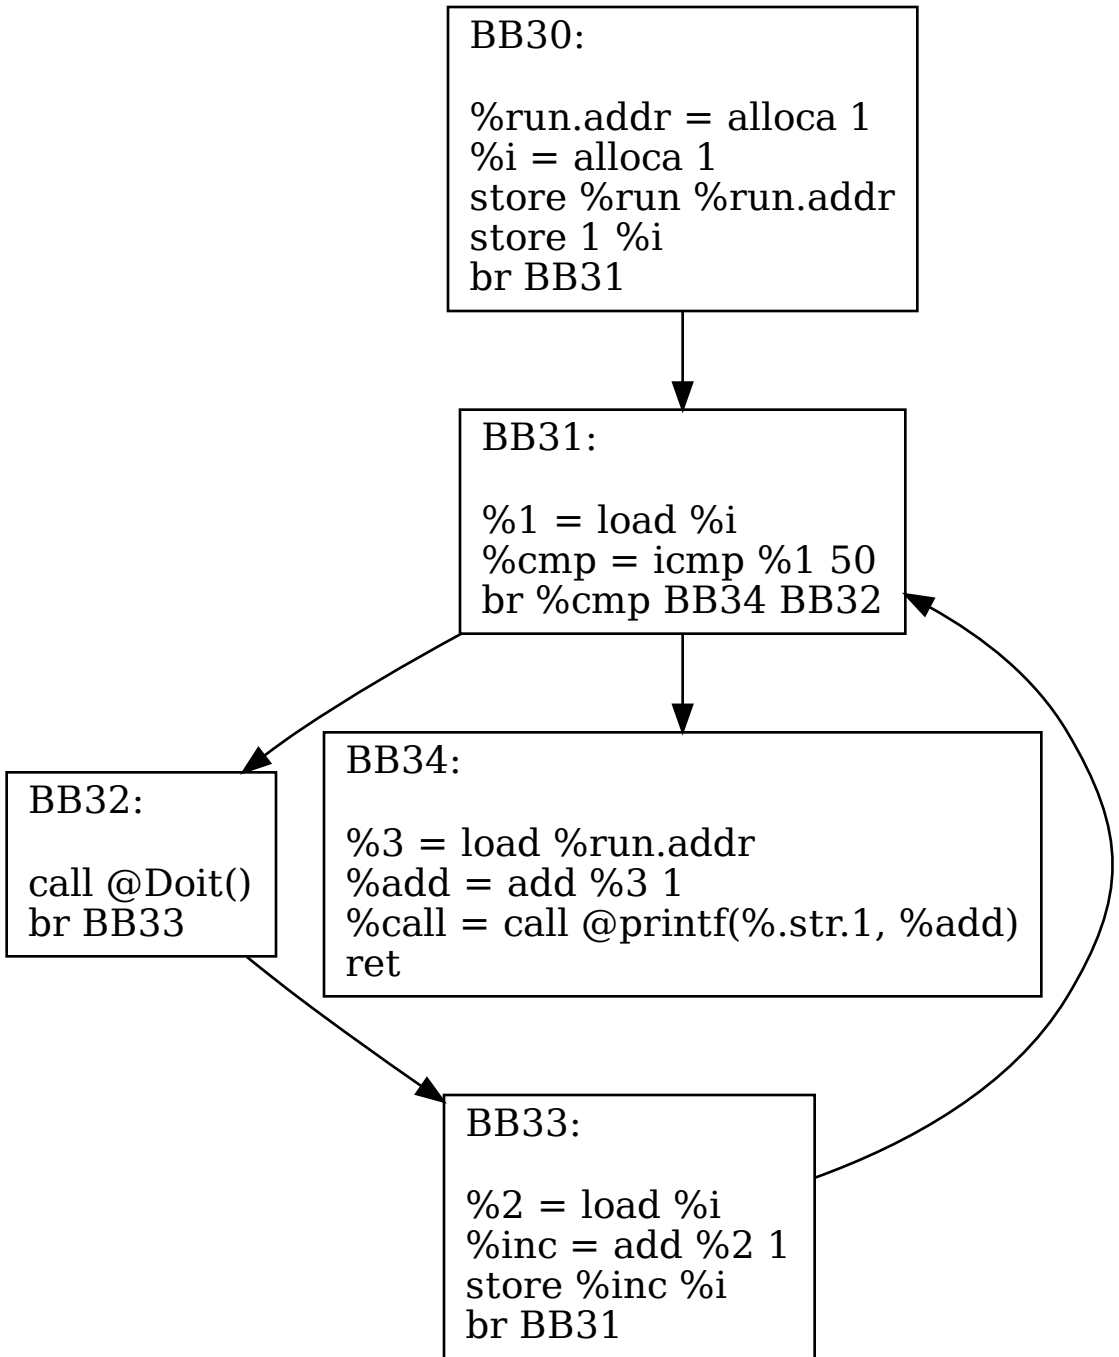 BB30:
%run.addr = alloca 1
%i = alloca 1
store %run %run.addr
store 1 %i
br BB31
BB31:
%1 = load %i
%cmp = icmp %1 50
br %cmp BB34 BB32
BB32:
call @Doit()
br BB33
BB34:
%3 = load %run.addr
%add = add %3 1
%call = call @printf(%.str.1, %add)
ret
BB33:
%2 = load %i
%inc = add %2 1
store %inc %i
br BB31